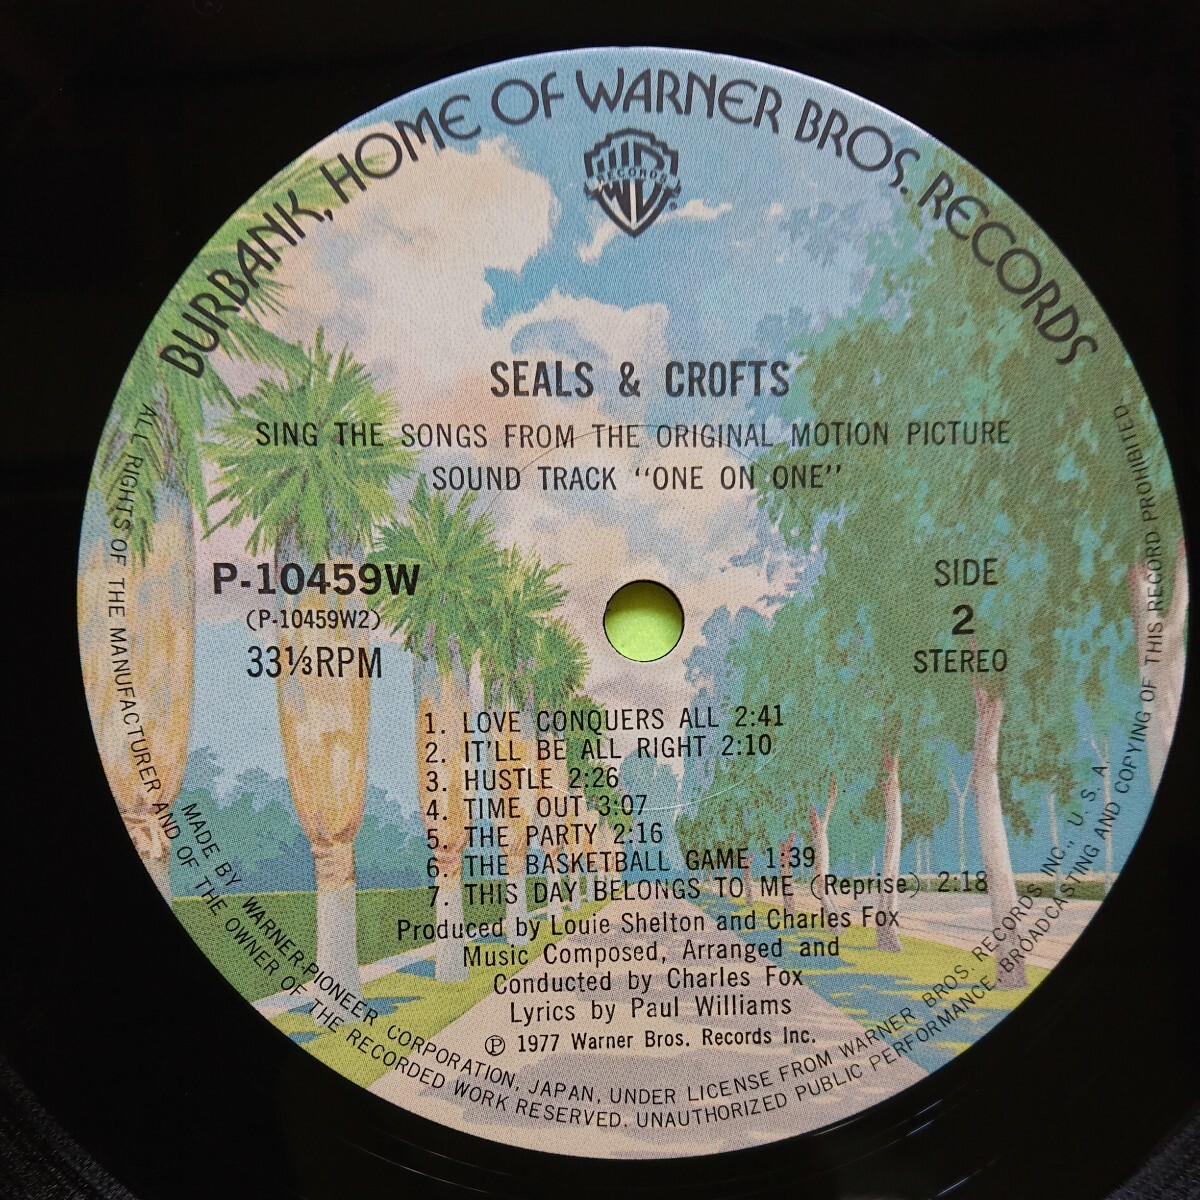 BURBANK, HOME OF WARNER BROS. RECORDS
WB
RECORDS
®
SEALS & CROFTS
SING THE SONGS FROM THE ORIGINAL MOTION PICTURE
SOUND TRACK "ONE ON ONE"
P-10459W
(P-10459W2)
33⅓RPM
SIDE
2
STEREO
1. LOVE CONQUERS ALL 2:41
2. IT'LL BE ALL RIGHT 2:10
3. HUSTLE 2:26
4. TIME OUT 3:07
5. THE PARTY 2:16
6. THE BASKETBALL GAME 1:39
7. THIS DAY BELONGS TO ME (Reprise) 2:18
Produced by Louie Shelton and Charles Fox
Music Composed, Arranged and
Conducted by Charles Fox
Lyrics by Paul Williams
℗ 1977 Warner Bros. Records Inc.
MADE BY WARNER-PIONEER CORPORATION, JAPAN, UNDER LICENSE FROM WARNER BROS. RECORDS INC., U. S. A.
ALL RIGHTS OF THE MANUFACTURER AND OF THE OWNER OF THE RECORDED WORK RESERVED. UNAUTHORIZED PUBLIC PERFORMANCE, BROADCASTING AND COPYING OF THIS RECORD PROHIBITED.